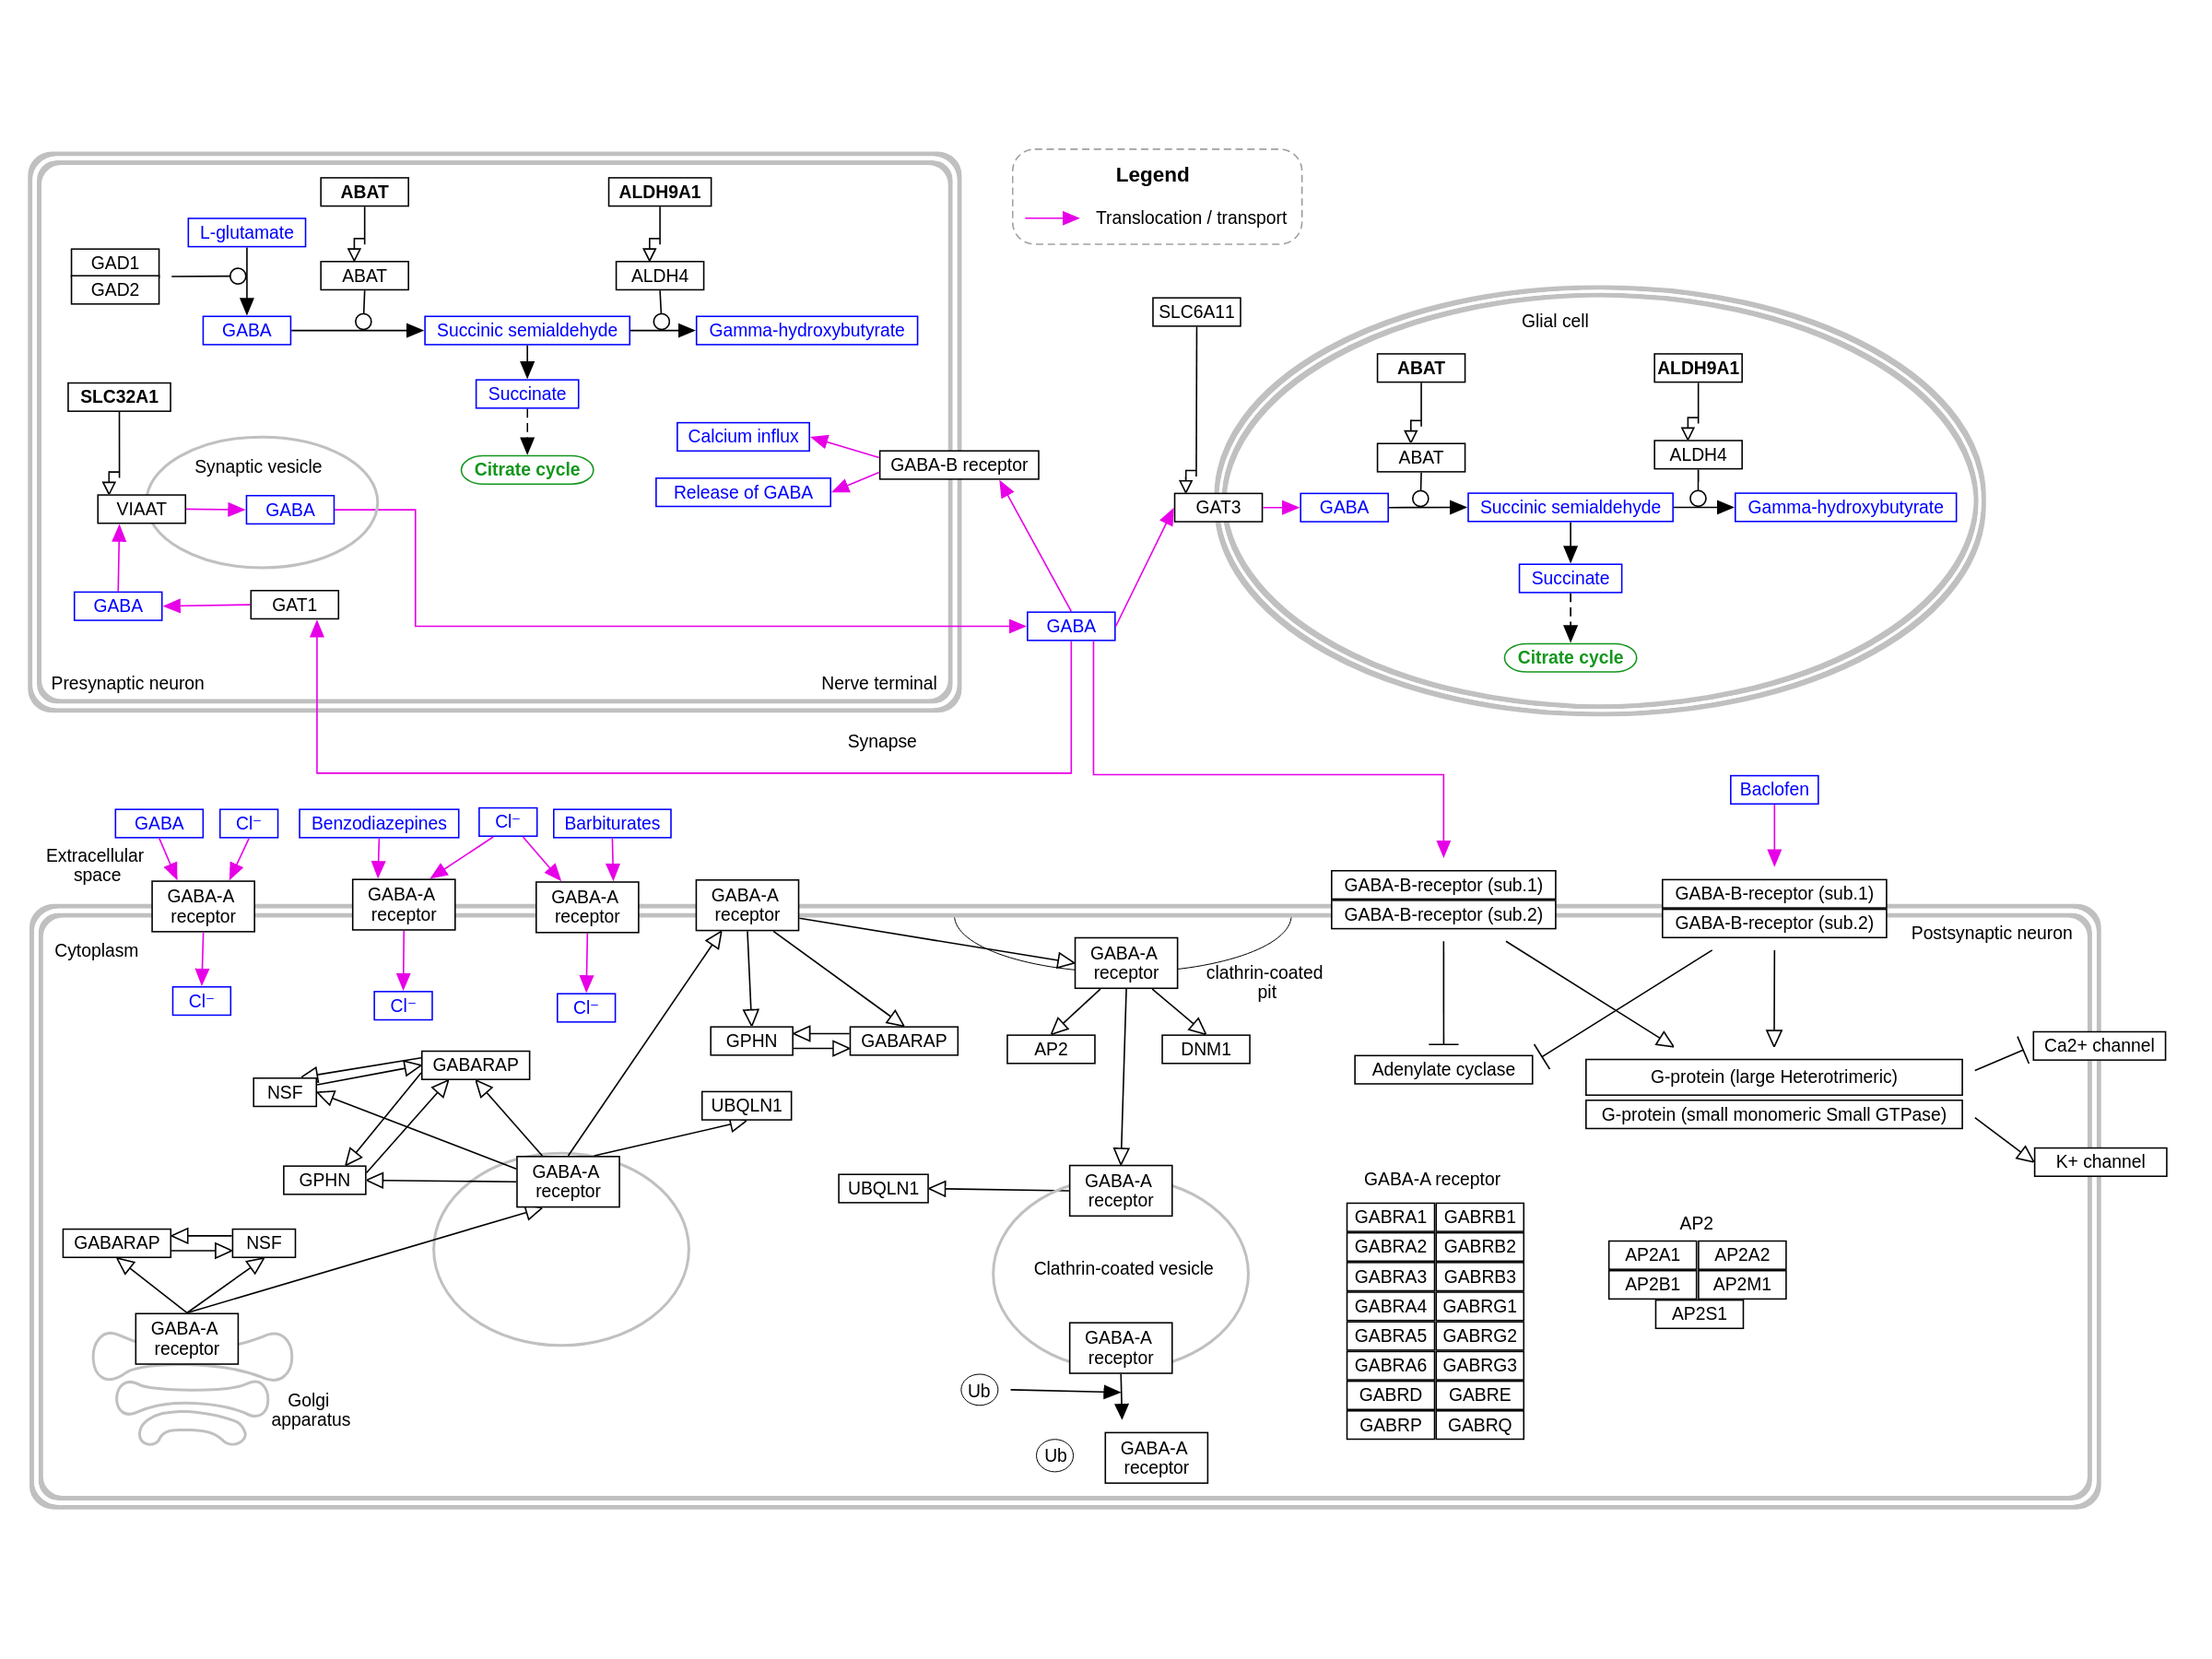 Legend
Translocation / transport
ABAT
ALDH9A1
L-glutamate
GAD1
GAD2
ABAT
ALDH4
GABA
Succinic semialdehyde
Gamma-hydroxybutyrate
Succinate
Citrate cycle
SLC32A1
Synaptic vesicle
VIAAT
GABA
Calcium influx
GABA-B receptor
Release of GABA
GABA
GAT1
Presynaptic neuron
Nerve terminal
GABA
SLC6A11
Glial cell
ABAT
ALDH9A1
ABAT
ALDH4
GAT3
GABA
Succinic semialdehyde
Gamma-hydroxybutyrate
Succinate
Citrate cycle
Synapse
Baclofen
GABA
Cl⁻
Benzodiazepines
Cl⁻
Barbiturates
Extracellular
space
GABA-A
receptor
GABA-A
receptor
GABA-A
receptor
GABA-A
receptor
GABA-B-receptor (sub.1)
GABA-B-receptor (sub.2)
GABA-B-receptor (sub.1)
GABA-B-receptor (sub.2)
Postsynaptic neuron
Cytoplasm
Cl⁻
Cl⁻
Cl⁻
GABA-A
receptor
clathrin-coated
pit
GPHN
GABARAP
AP2
DNM1
Adenylate cyclase
Ca2+ channel
G-protein (large Heterotrimeric)
G-protein (small monomeric Small GTPase)
K+ channel
GABARAP
NSF
UBQLN1
GPHN
GABA-A
receptor
UBQLN1
GABA-A
receptor
GABARAP
NSF
Clathrin-coated vesicle
GABA-A
receptor
Golgi
apparatus
GABA-A
receptor
Ub
Ub
GABA-A
receptor
GABA-A receptor
GABRA1
GABRB1
GABRA2
GABRB2
GABRA3
GABRB3
GABRA4
GABRG1
GABRA5
GABRG2
GABRA6
GABRG3
GABRD
GABRE
GABRP
GABRQ
AP2
AP2A1
AP2A2
AP2B1
AP2M1
AP2S1